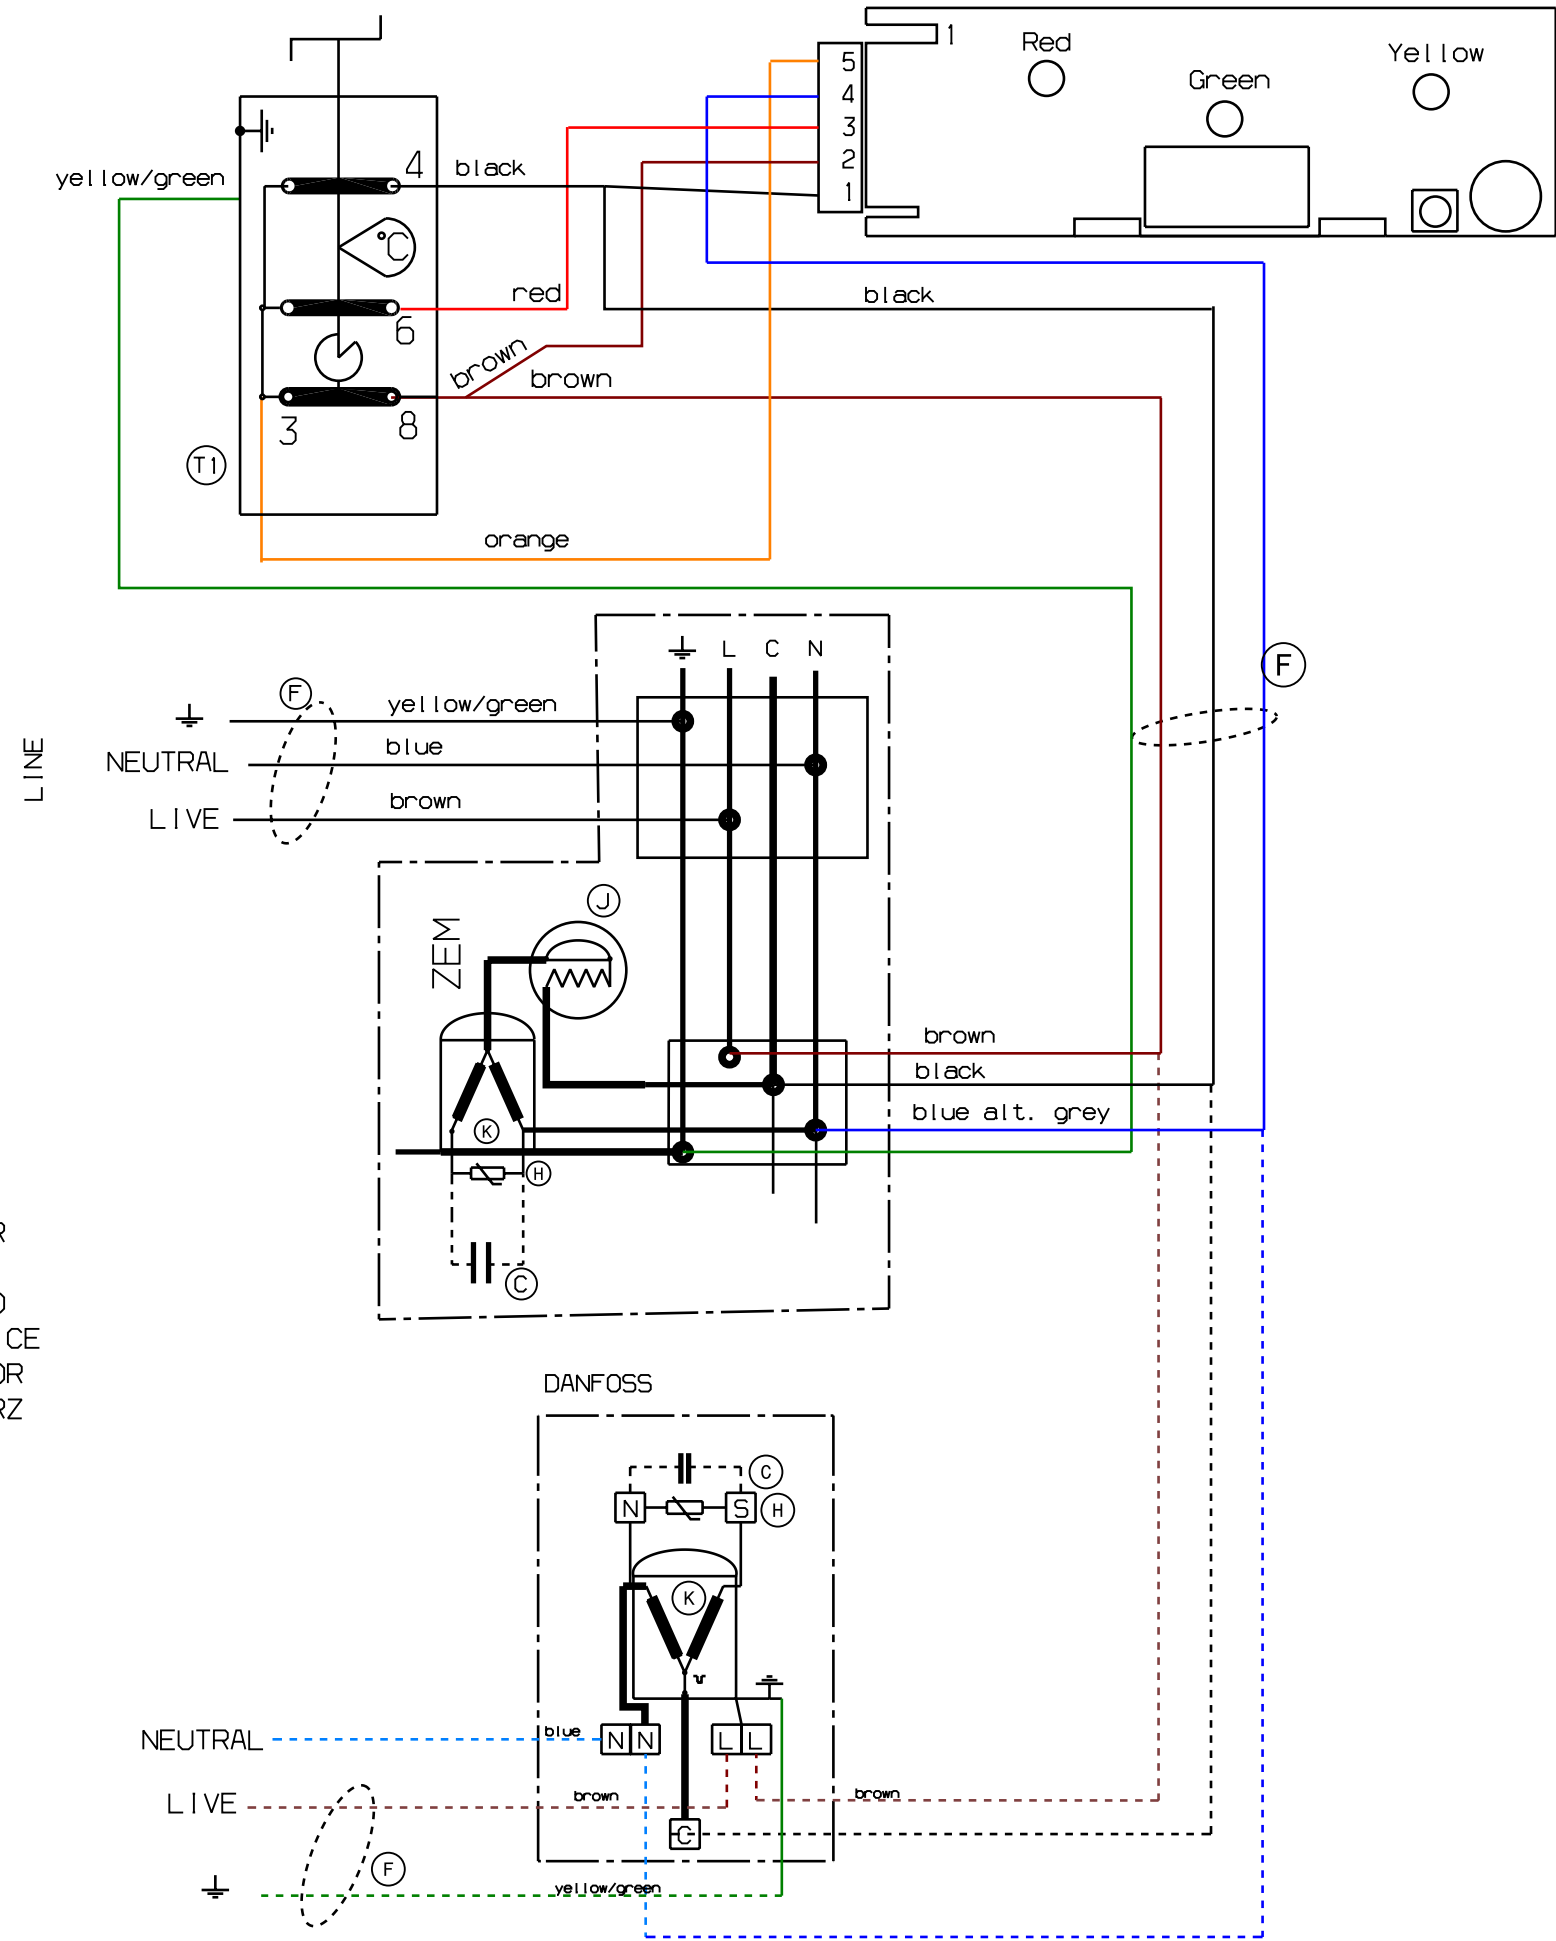 1
Red
Green
Yellow
5
4
3
2
1
4
black
yellow/green
°C
red
6
black
brown
brown
3
8
T1
orange
L C N
F
F
yellow/green
NEUTRAL
blue
LINE
LIVE
brown
J
ZEM
brown
black
blue alt. grey
K
H
C
R
CE
OR
RZ
DANFOSS
C
N
S
H
K
NEUTRAL
blue
N N
L L
LIVE
brown
brown
C
F
yellow/green